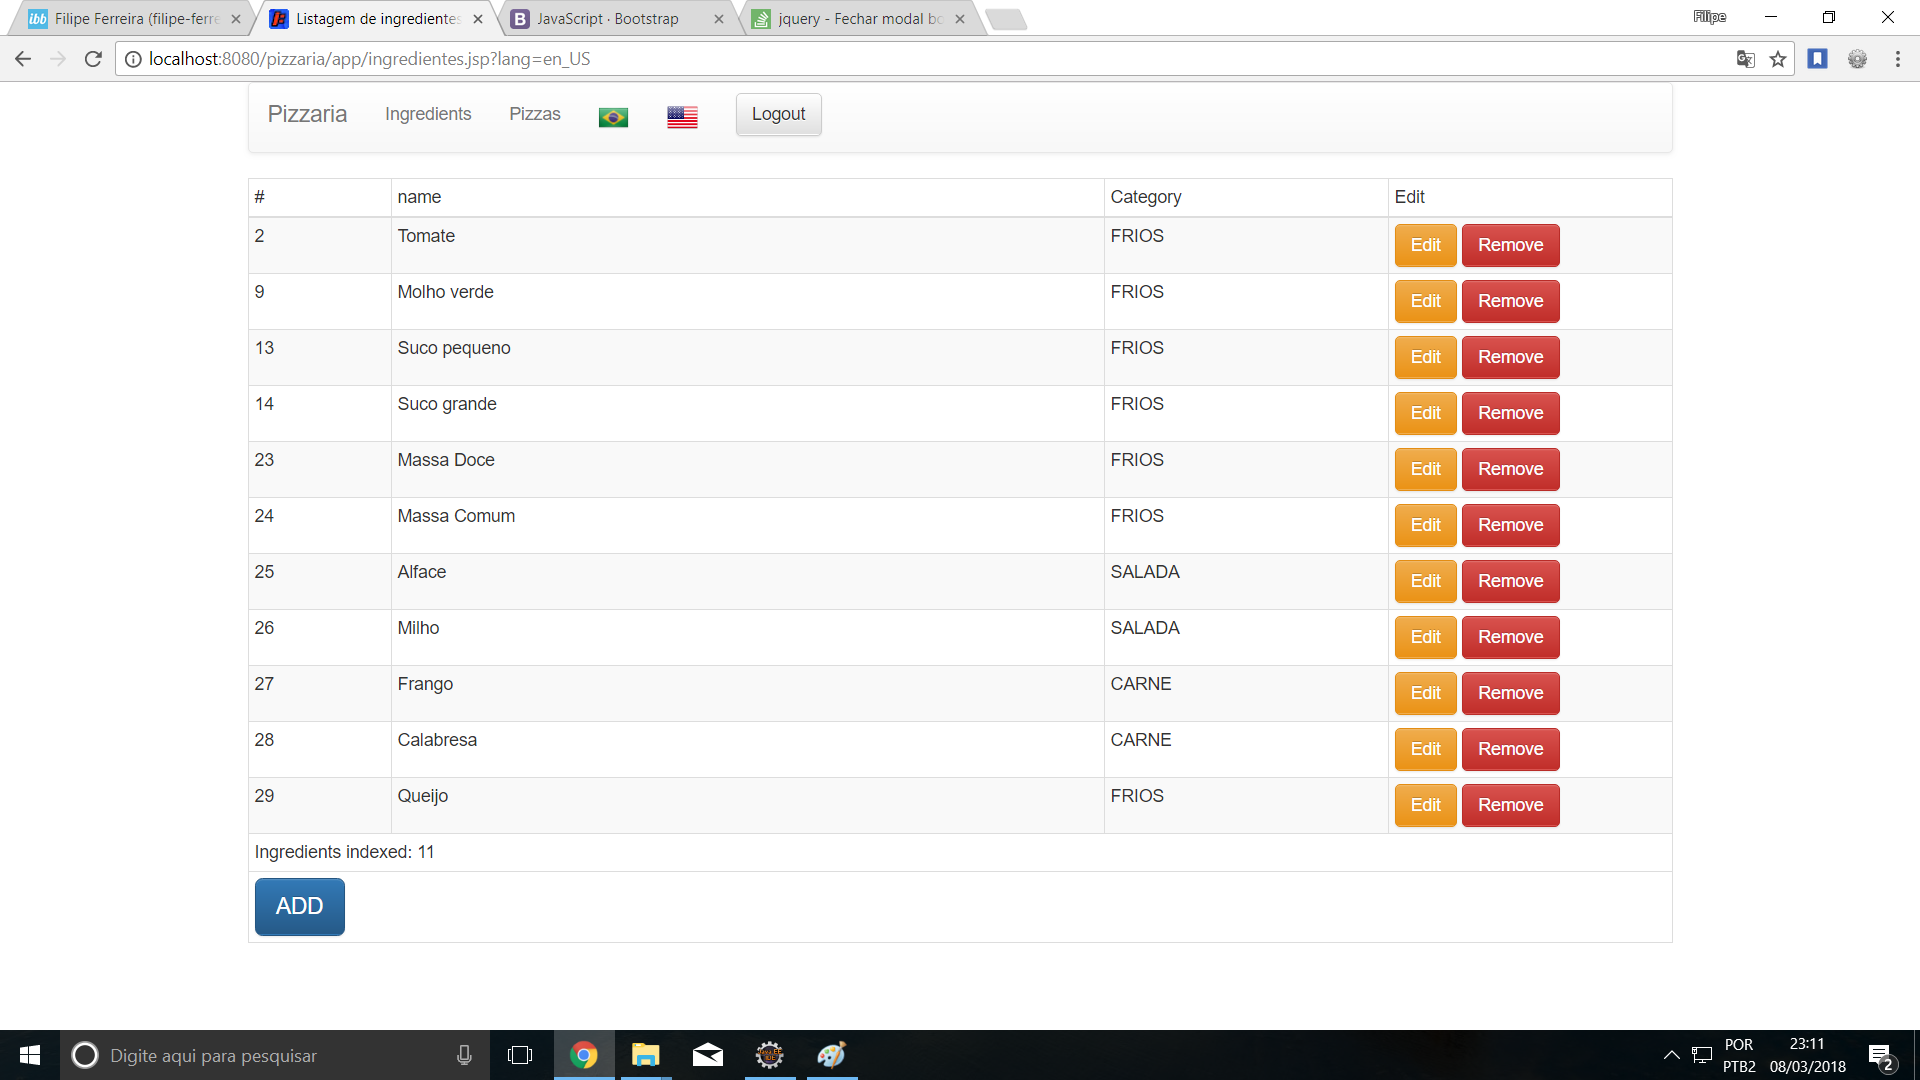 Filipe Ferreira (filipe-ferre
Listagem de ingredientes
JavaScript · Bootstrap
jquery - Fechar modal bo
Filipe
localhost:8080/pizzaria/app/ingredientes.jsp?lang=en_US
Pizzaria Ingredients Pizzas Logout
# name Category Edit
2 Tomate FRIOS Edit Remove
9 Molho verde FRIOS Edit Remove
13 Suco pequeno FRIOS Edit Remove
14 Suco grande FRIOS Edit Remove
23 Massa Doce FRIOS Edit Remove
24 Massa Comum FRIOS Edit Remove
25 Alface SALADA Edit Remove
26 Milho SALADA Edit Remove
27 Frango CARNE Edit Remove
28 Calabresa CARNE Edit Remove
29 Queijo FRIOS Edit Remove
Ingredients indexed: 11
ADD
Digite aqui para pesquisar
POR
PTB2
23:11
08/03/2018
2